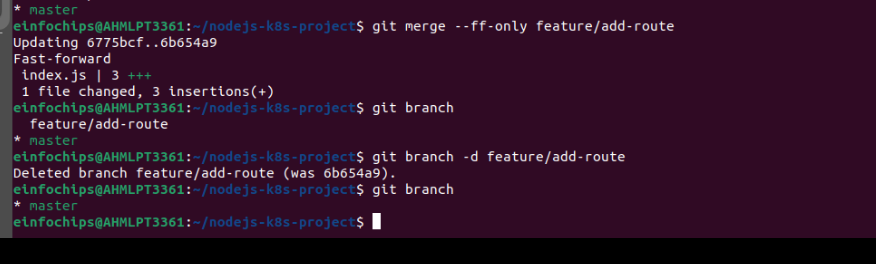 * master
einfochips@AHMLPT3361:~/nodejs-k8s-project$ git merge --ff-only feature/add-route
Updating 6775bcf..6b654a9
Fast-forward
 index.js | 3 +++
 1 file changed, 3 insertions(+)
einfochips@AHMLPT3361:~/nodejs-k8s-project$ git branch
  feature/add-route
* master
einfochips@AHMLPT3361:~/nodejs-k8s-project$ git branch -d feature/add-route
Deleted branch feature/add-route (was 6b654a9).
einfochips@AHMLPT3361:~/nodejs-k8s-project$ git branch
* master
einfochips@AHMLPT3361:~/nodejs-k8s-project$